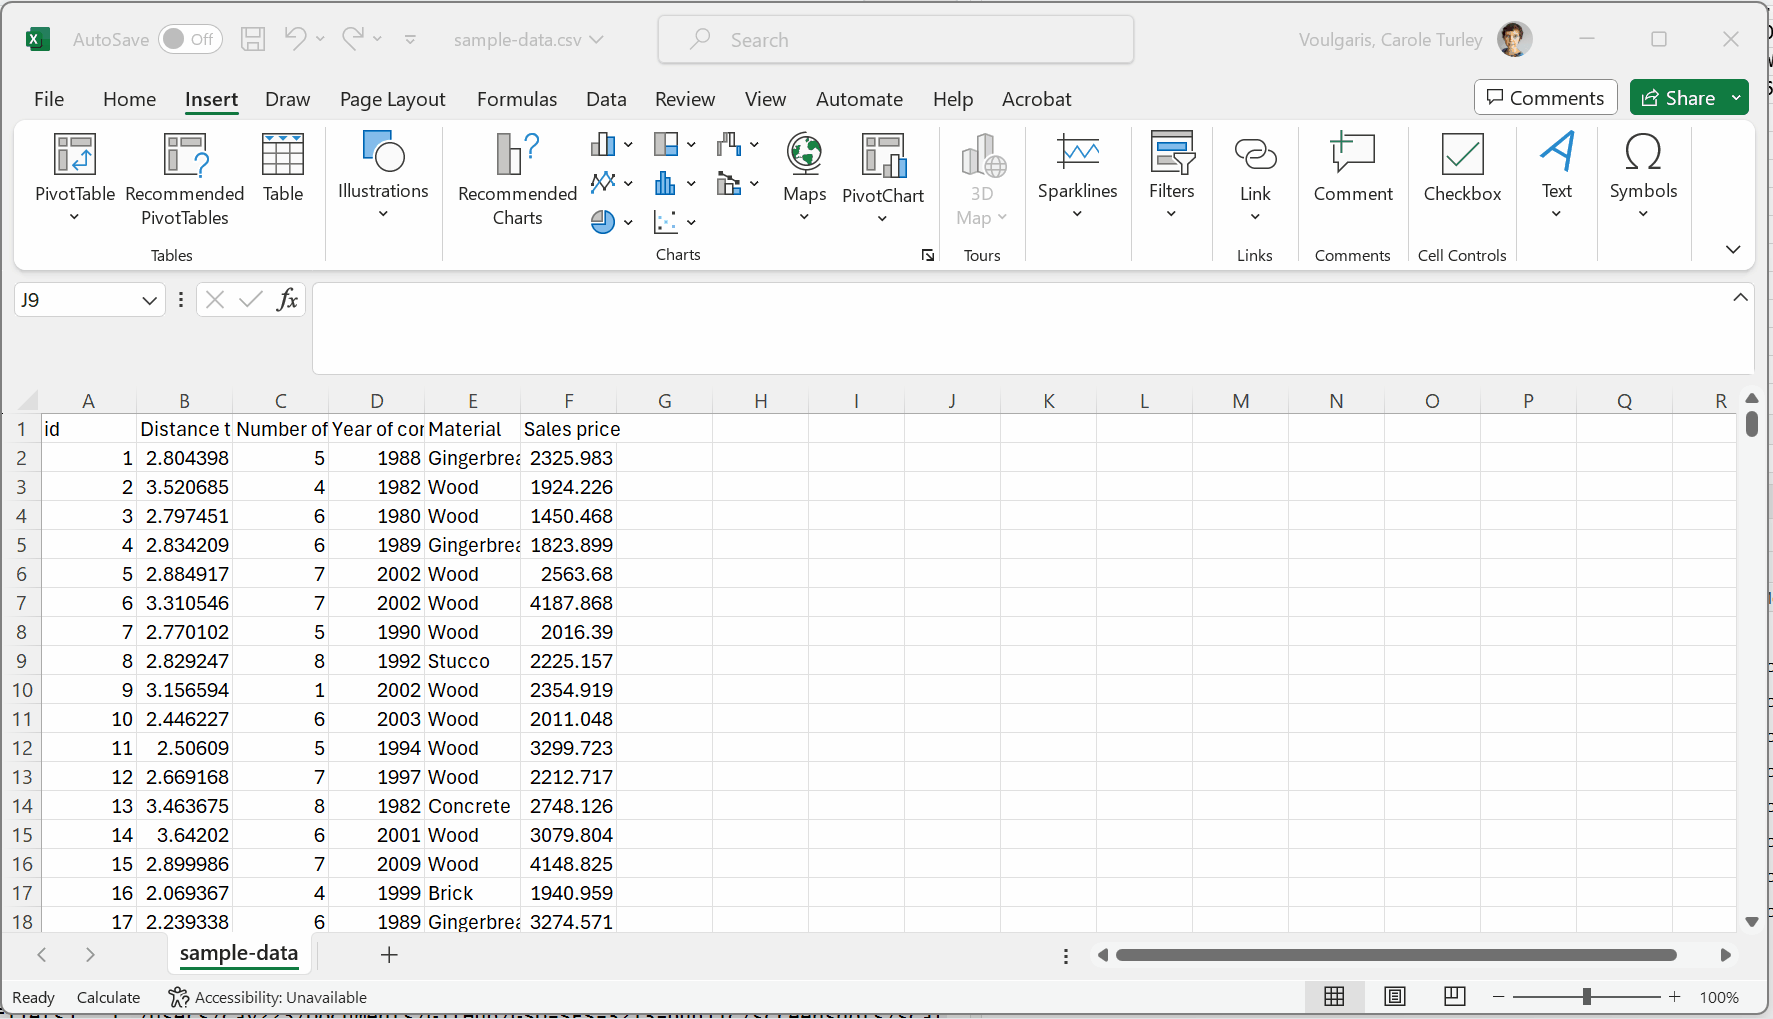 AutoSave Off sample-data.csv Search Voulgaris, Carole Turley
File Home Insert Draw Page Layout Formulas Data Review View Automate Help Acrobat Comments Share
PivotTable Recommended PivotTables Table Illustrations Recommended Charts Maps PivotChart 3D Map Sparklines Filters Link Comment Checkbox Text Symbols
Tables Charts Tours Links Comments Cell Controls
J9 fx
A B C D E F G H I J K L M N O P Q R
1 id Distance t Number of Year of cor Material Sales price
2 1 2.804398 5 1988 Gingerbrea 2325.983
3 2 3.520685 4 1982 Wood 1924.226
4 3 2.797451 6 1980 Wood 1450.468
5 4 2.834209 6 1989 Gingerbrea 1823.899
6 5 2.884917 7 2002 Wood 2563.68
7 6 3.310546 7 2002 Wood 4187.868
8 7 2.770102 5 1990 Wood 2016.39
9 8 2.829247 8 1992 Stucco 2225.157
10 9 3.156594 1 2002 Wood 2354.919
11 10 2.446227 6 2003 Wood 2011.048
12 11 2.50609 5 1994 Wood 3299.723
13 12 2.669168 7 1997 Wood 2212.717
14 13 3.463675 8 1982 Concrete 2748.126
15 14 3.64202 6 2001 Wood 3079.804
16 15 2.899986 7 2009 Wood 4148.825
17 16 2.069367 4 1999 Brick 1940.959
18 17 2.239338 6 1989 Gingerbrea 3274.571
sample-data
Ready Calculate Accessibility: Unavailable 100%